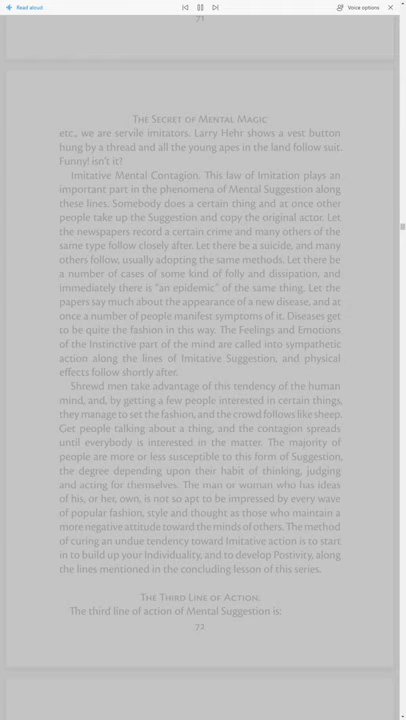 Read aloud
Voice options
71
The Secret of Mental Magic
etc., we are servile imitators. Larry Hehr shows a vest button
hung by a thread and all the young apes in the land follow suit.
Funny! isn't it?
Imitative Mental Contagion. This law of Imitation plays an
important part in the phenomena of Mental Suggestion along
these lines. Somebody does a certain thing and at once other
people take up the Suggestion and copy the original actor. Let
the newspapers record a certain crime and many others of the
same type follow closely after. Let there be a suicide, and many
others follow, usually adopting the same methods. Let there be
a number of cases of some kind of folly and dissipation, and
immediately there is "an epidemic" of the same thing. Let the
papers say much about the appearance of a new disease, and at
once a number of people manifest symptoms of it. Diseases get
to be quite the fashion in this way. The Feelings and Emotions
of the Instinctive part of the mind are called into sympathetic
action along the lines of Imitative Suggestion, and physical
effects follow shortly after.
Shrewd men take advantage of this tendency of the human
mind, and, by getting a few people interested in certain things,
they manage to set the fashion, and the crowd follows like sheep.
Get people talking about a thing, and the contagion spreads
until everybody is interested in the matter. The majority of
people are more or less susceptible to this form of Suggestion,
the degree depending upon their habit of thinking, judging
and acting for themselves. The man or woman who has ideas
of his, or her, own, is not so apt to be impressed by every wave
of popular fashion, style and thought as those who maintain a
more negative attitude toward the minds of others. The method
of curing an undue tendency toward Imitative action is to start
in to build up your Individuality, and to develop Postivity, along
the lines mentioned in the concluding lesson of this series.
The Third Line of Action.
The third line of action of Mental Suggestion is:
72